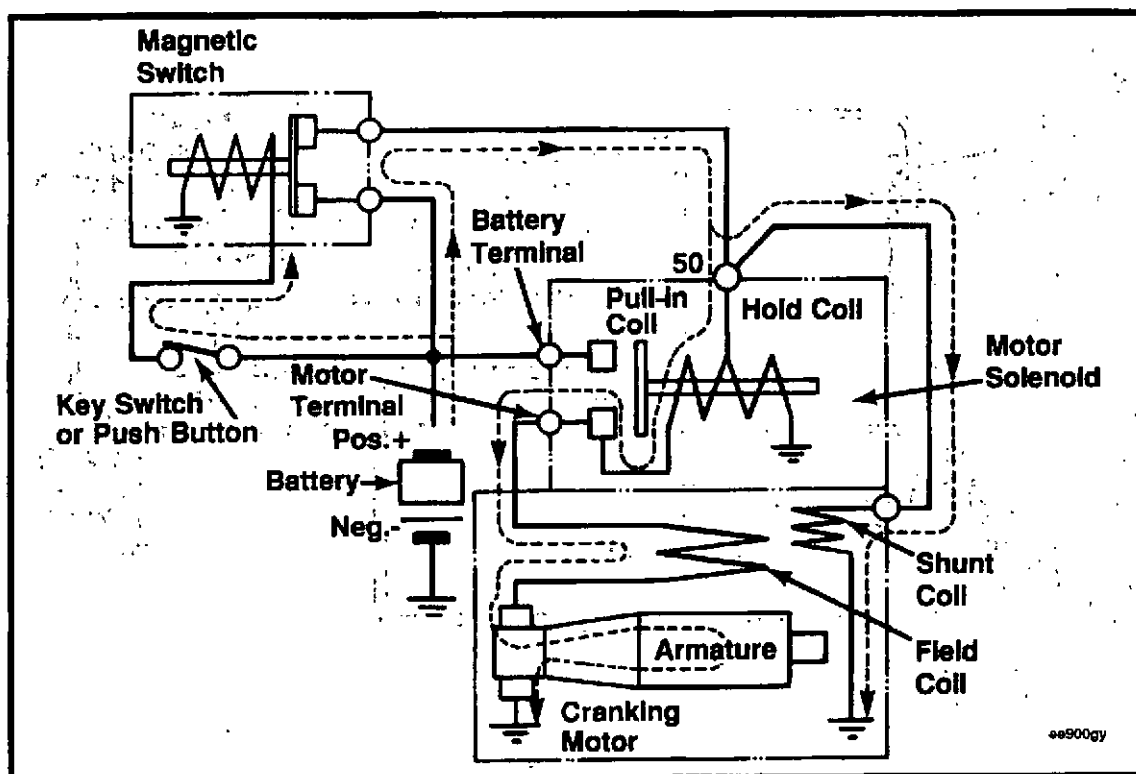 Magnetic
Switch
Battery
Terminal
50
Pull-in
Coil
Hold Coil
Motor
Solenoid
Motor
Terminal
Key Switch
or Push Button
Pos.+
Battery
Neg.-
Shunt
Coil
Armature
Field
Coil
Cranking
Motor
ee900gy